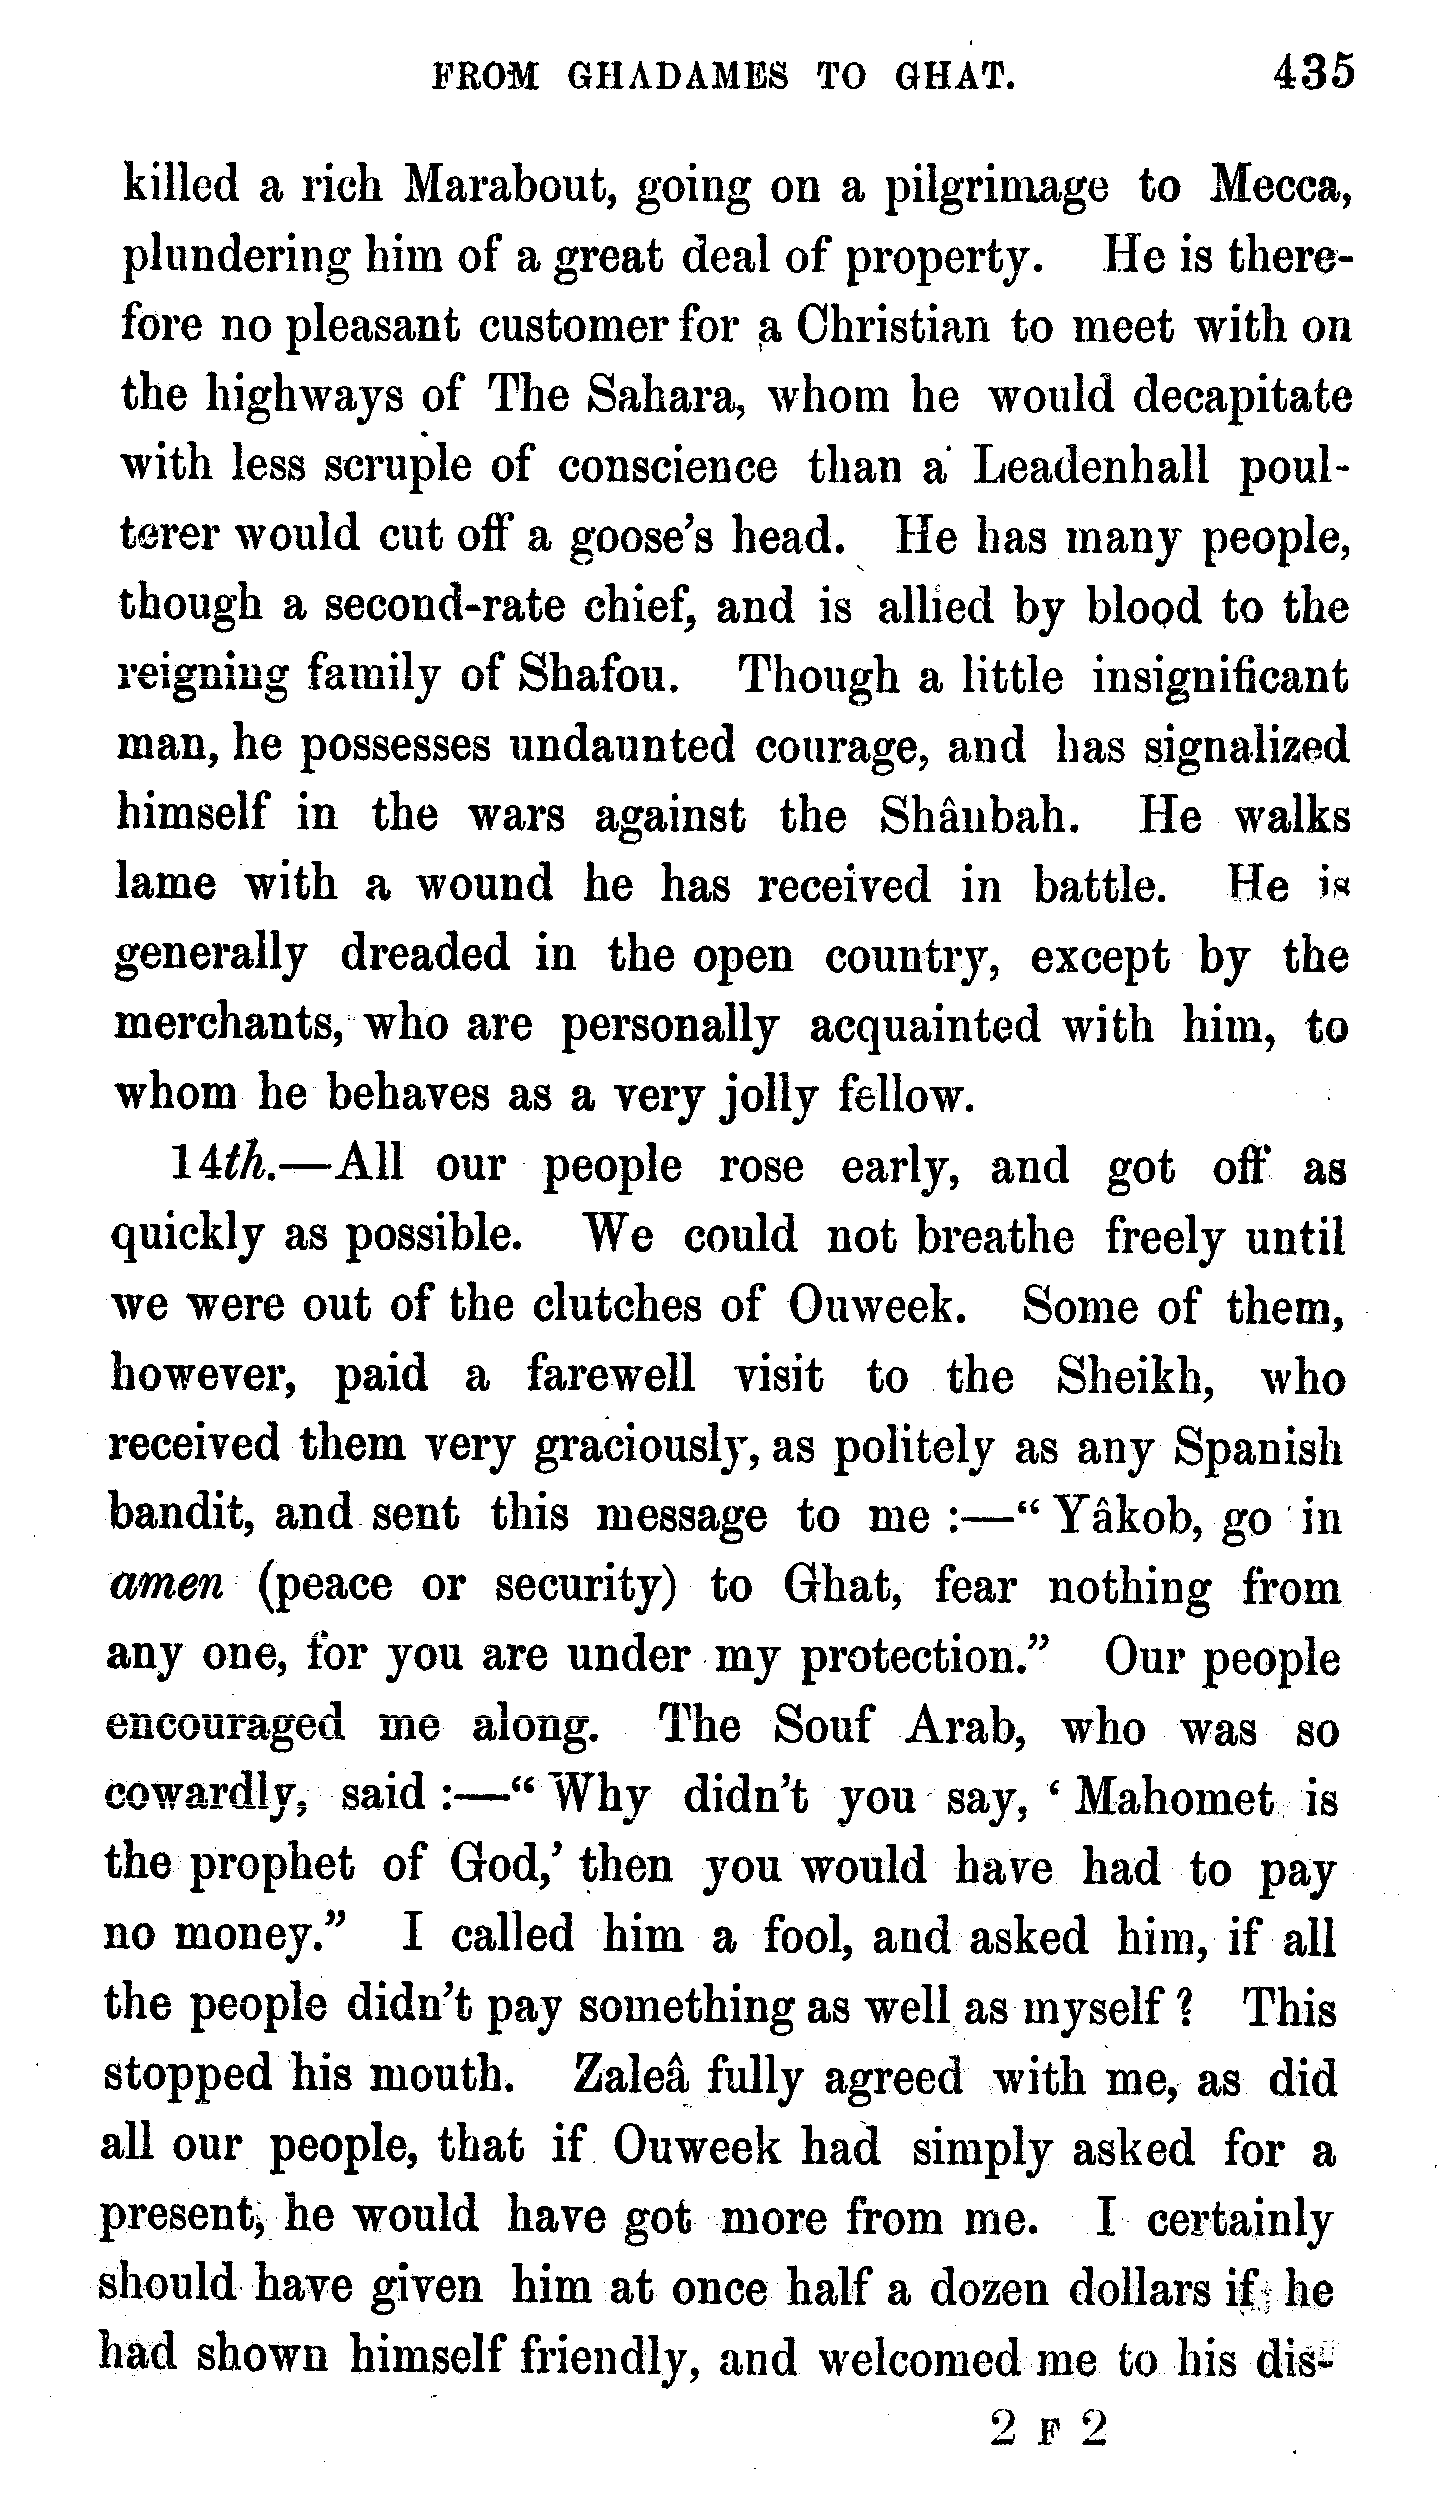 FROM GHADAMES TO GHAT. 435
killed a rich Marabout, going on a pilgrimage to Mecca,
plundering him of a great deal of property. He is there-
fore no pleasant customer for a Christian to meet with on
the highways of The Sahara, whom he would decapitate
with less scruple of conscience than a Leadenhall poul-
terer would cut off a goose's head. He has many people,
though a second-rate chief, and is allied by blood to the
reigning family of Shafou. Though a little insignificant
man, he possesses undaunted courage, and has signalized
himself in the wars against the Shânbah. He walks
lame with a wound he has received in battle. He is
generally dreaded in the open country, except by the
merchants, who are personally acquainted with him, to
whom he behaves as a very jolly fellow.
14th.—All our people rose early, and got off as
quickly as possible. We could not breathe freely until
we were out of the clutches of Ouweek. Some of them,
however, paid a farewell visit to the Sheikh, who
received them very graciously, as politely as any Spanish
bandit, and sent this message to me :—“ Yâkob, go in
amen (peace or security) to Ghat, fear nothing from
any one, for you are under my protection.” Our people
encouraged me along. The Souf Arab, who was so
cowardly, said :—“ Why didn't you say, ‘ Mahomet is
the prophet of God,’ then you would have had to pay
no money.” I called him a fool, and asked him, if all
the people didn't pay something as well as myself ? This
stopped his mouth. Zaleâ fully agreed with me, as did
all our people, that if Ouweek had simply asked for a
present, he would have got more from me. I certainly
should have given him at once half a dozen dollars if he
had shown himself friendly, and welcomed me to his dis-
2 F 2